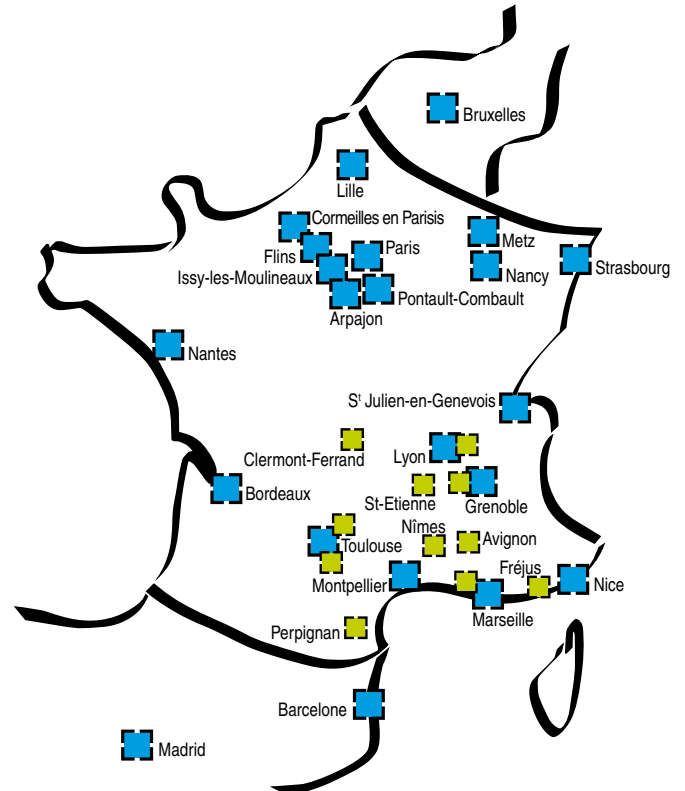 Bruxelles
Lille
Cormeilles en Parisis
Flins
Paris
Metz
Issy-les-Moulineaux
Nancy
Strasbourg
Pontault-Combault
Arpajon
Nantes
St Julien-en-Genevois
Clermont-Ferrand
Lyon
Bordeaux
St-Etienne
Grenoble
Nîmes
Toulouse
Avignon
Fréjus
Montpellier
Nice
Marseille
Perpignan
Barcelone
Madrid